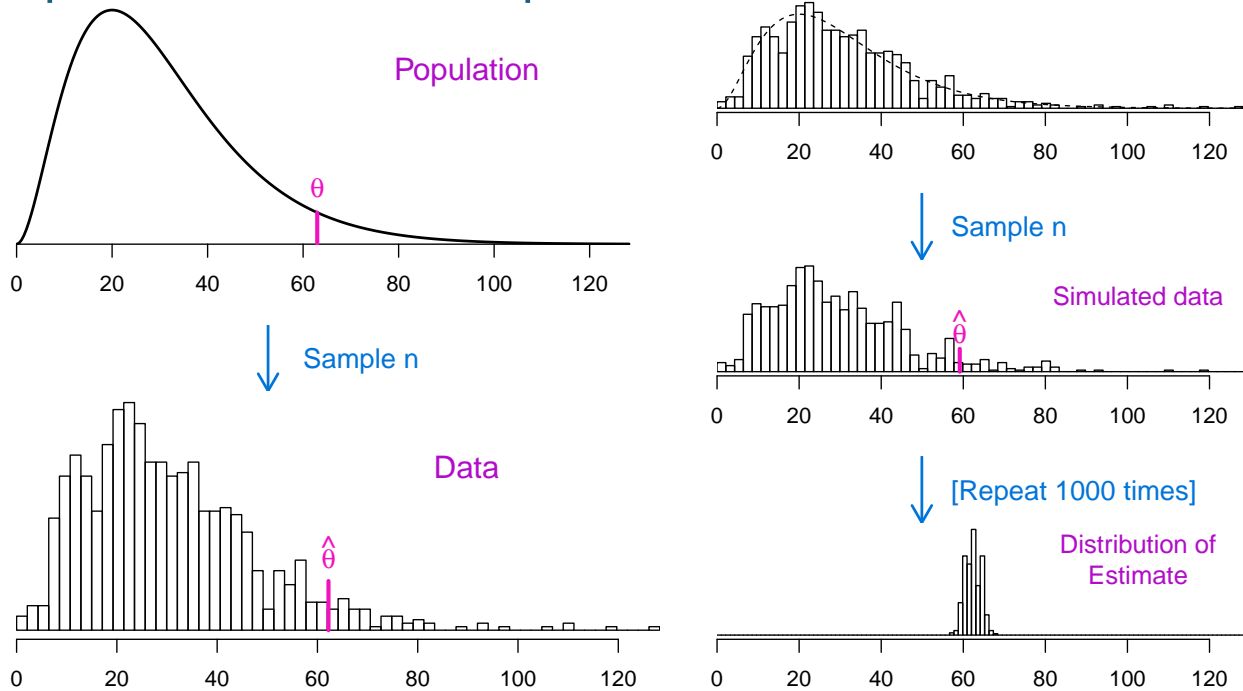 Population
θ
0 20 40 60 80 100 120
Sample n
Data
θ̂
0 20 40 60 80 100 120
0 20 40 60 80 100 120
Sample n
Simulated data
θ̂
0 20 40 60 80 100 120
[Repeat 1000 times]
Distribution of
Estimate
0 20 40 60 80 100 120